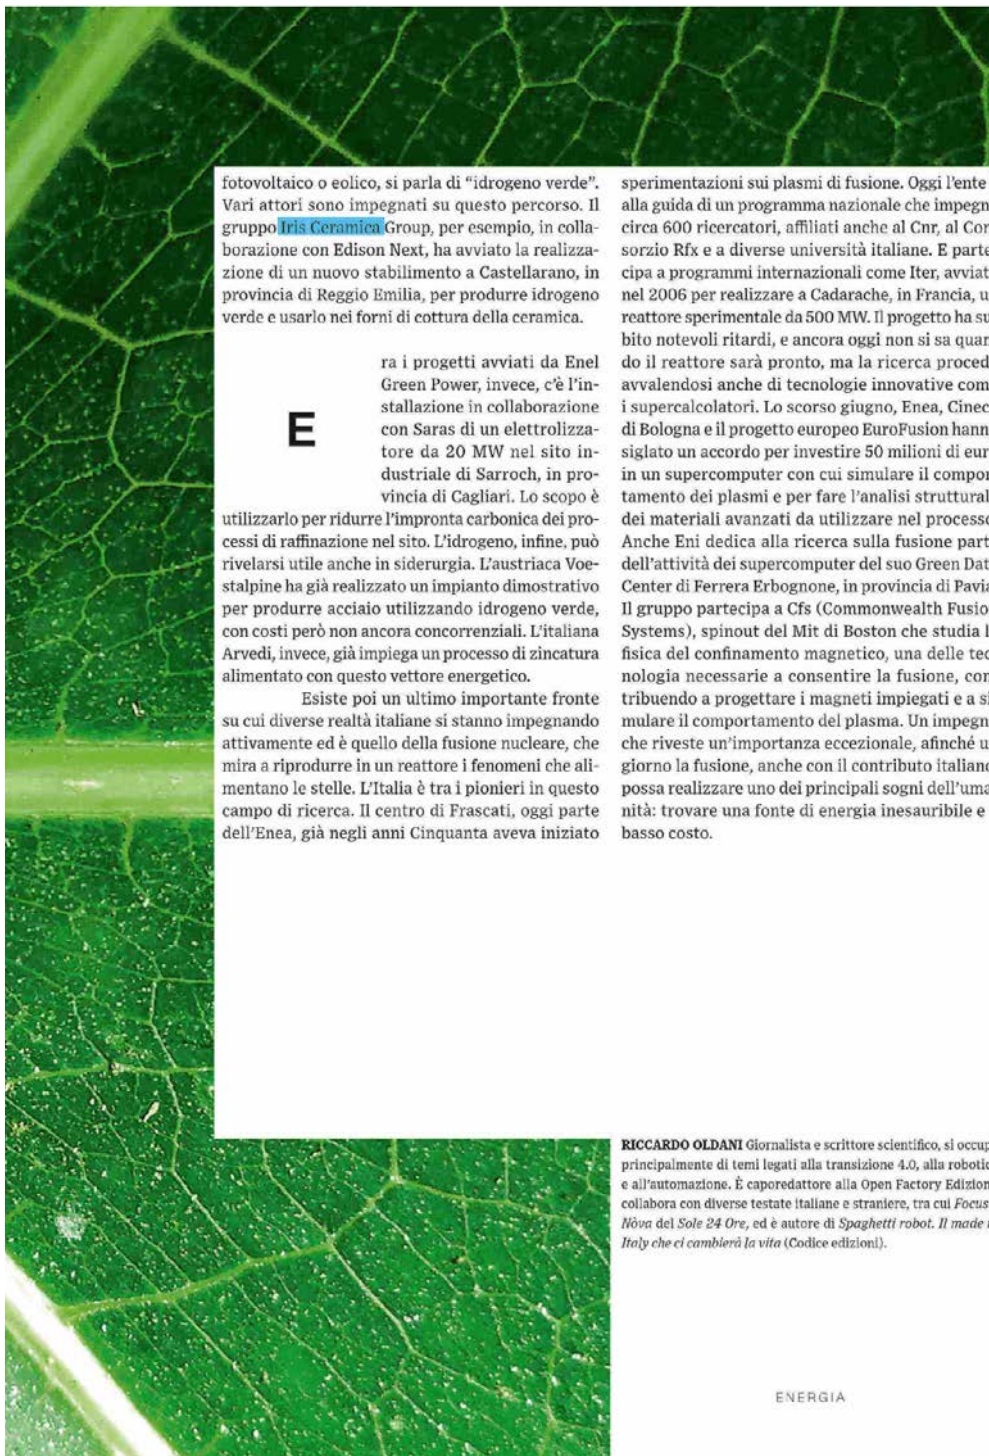 fotovoltaico o eolico, si parla di “idrogeno verde”.
Vari attori sono impegnati su questo percorso. Il
gruppo Iris Ceramica Group, per esempio, in colla-
borazione con Edison Next, ha avviato la realizza-
zione di un nuovo stabilimento a Castellarano, in
provincia di Reggio Emilia, per produrre idrogeno
verde e usarlo nei forni di cottura della ceramica.
E
ra i progetti avviati da Enel
Green Power, invece, c’è l’in-
stallazione in collaborazione
con Saras di un elettrolizza-
tore da 20 MW nel sito in-
dustriale di Sarroch, in pro-
vincia di Cagliari. Lo scopo è
utilizzarlo per ridurre l’impronta carbonica dei pro-
cessi di raffinazione nel sito. L’idrogeno, infine, può
rivelarsi utile anche in siderurgia. L’austriaca Voe-
stalpine ha già realizzato un impianto dimostrativo
per produrre acciaio utilizzando idrogeno verde,
con costi però non ancora concorrenziali. L’italiana
Arvedi, invece, già impiega un processo di zincatura
alimentato con questo vettore energetico.
Esiste poi un ultimo importante fronte
su cui diverse realtà italiane si stanno impegnando
attivamente ed è quello della fusione nucleare, che
mira a riprodurre in un reattore i fenomeni che ali-
mentano le stelle. L’Italia è tra i pionieri in questo
campo di ricerca. Il centro di Frascati, oggi parte
dell’Enea, già negli anni Cinquanta aveva iniziato
sperimentazioni sui plasmi di fusione. Oggi l’ente
alla guida di un programma nazionale che impegn
circa 600 ricercatori, affiliati anche al Cnr, al Con
sorzio Rfx e a diverse università italiane. E parte
cipa a programmi internazionali come Iter, avviat
nel 2006 per realizzare a Cadarache, in Francia, u
reattore sperimentale da 500 MW. Il progetto ha su
bito notevoli ritardi, e ancora oggi non si sa quan
do il reattore sarà pronto, ma la ricerca proced
avvalendosi anche di tecnologie innovative com
i supercalcolatori. Lo scorso giugno, Enea, Cinec
di Bologna e il progetto europeo EuroFusion hann
siglato un accordo per investire 50 milioni di eur
in un supercomputer con cui simulare il compor
tamento dei plasmi e per fare l’analisi struttural
dei materiali avanzati da utilizzare nel processo
Anche Eni dedica alla ricerca sulla fusione part
dell’attività dei supercomputer del suo Green Dat
Center di Ferrera Erbognone, in provincia di Pavia
Il gruppo partecipa a Cfs (Commonwealth Fusio
Systems), spinout del Mit di Boston che studia l
fisica del confinamento magnetico, una delle tec
nologia necessarie a consentire la fusione, con
tribuendo a progettare i magneti impiegati e a si
mulare il comportamento del plasma. Un impegn
che riveste un’importanza eccezionale, afinché u
giorno la fusione, anche con il contributo italiano
possa realizzare uno dei principali sogni dell’uma
nità: trovare una fonte di energia inesauribile e
basso costo.
RICCARDO OLDANI Giornalista e scrittore scientifico, si occup
principalmente di temi legati alla transizione 4.0, alla robotic
e all’automazione. È caporedattore alla Open Factory Edizion
collabora con diverse testate italiane e straniere, tra cui Focus
Nòva del Sole 24 Ore, ed è autore di Spaghetti robot. Il made i
Italy che ci cambierà la vita (Codice edizioni).
ENERGIA